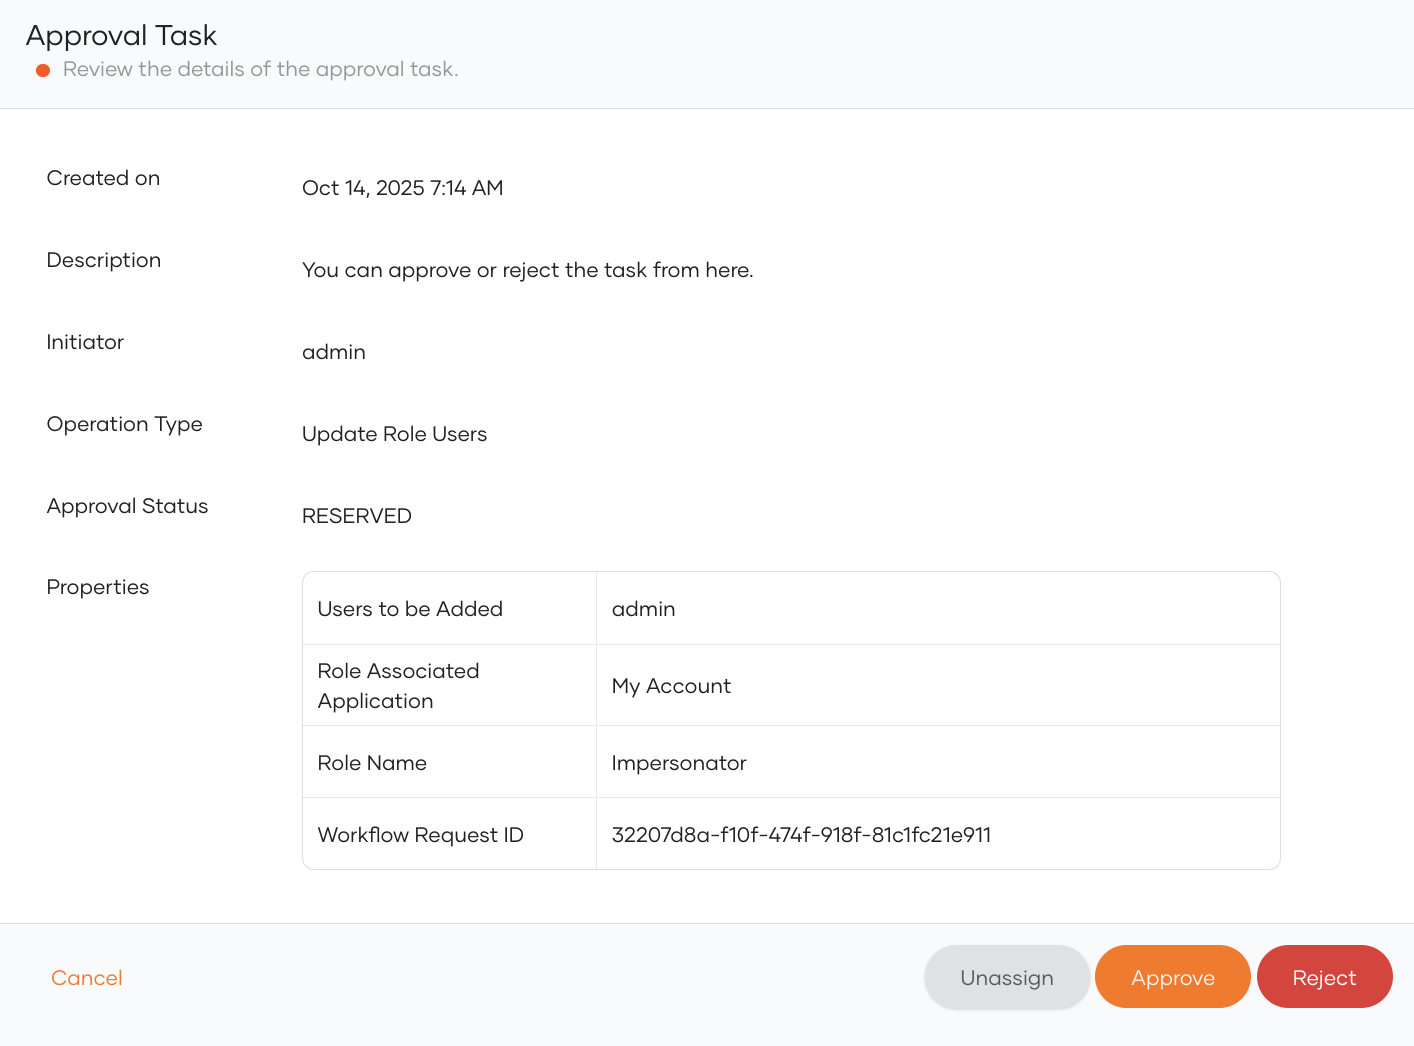 Approval Task
Review the details of the approval task.
Created on
Oct 14, 2025 7:14 AM
Description
You can approve or reject the task from here.
Initiator
admin
Operation Type
Update Role Users
Approval Status
RESERVED
Properties
Users to be Added
admin
Role Associated
Application
My Account
Role Name
Impersonator
Workflow Request ID
32207d8a-f10f-474f-918f-81c1fc21e911
Cancel
Unassign
Approve
Reject